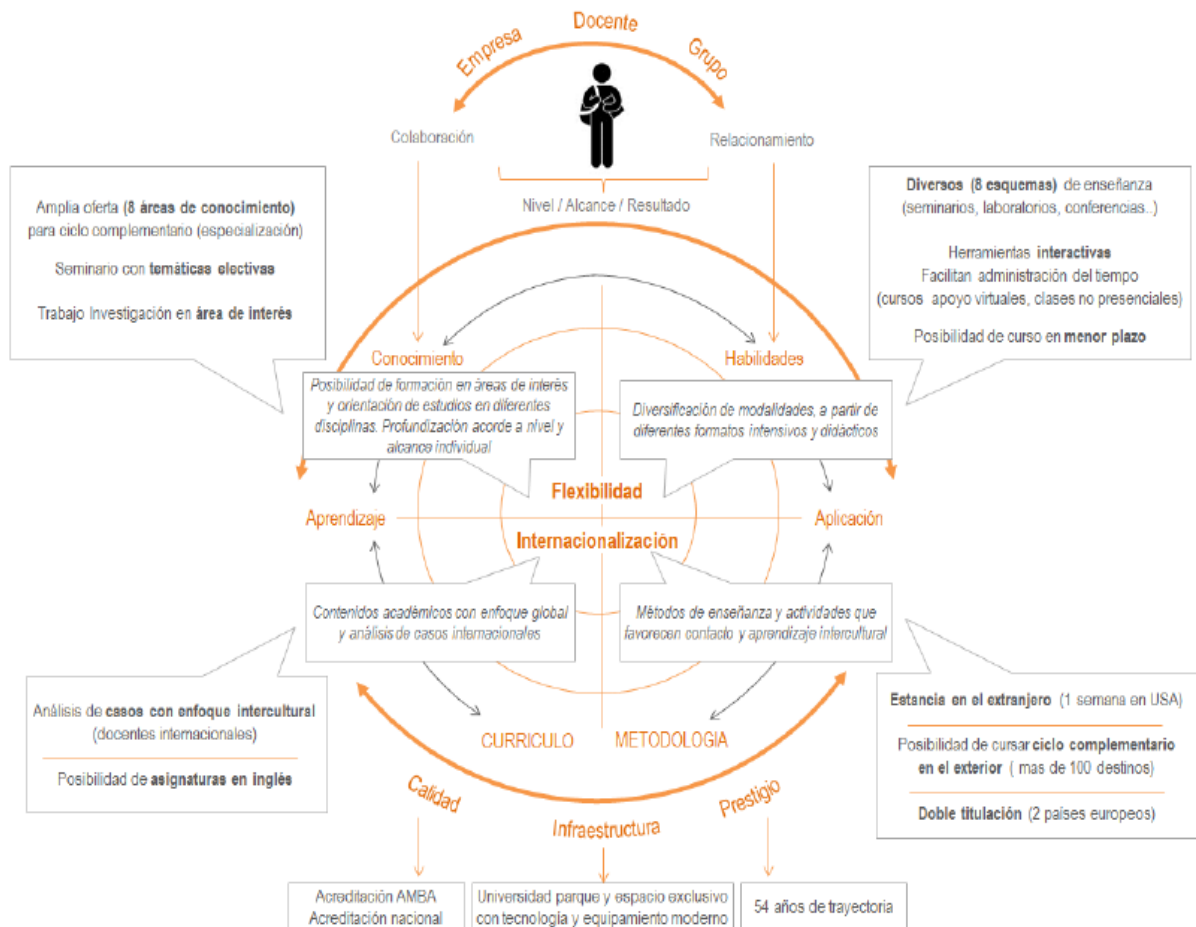 Empresa
Docente
Grupo
Colaboración
Relacionamiento
Nivel / Alcance / Resultado
Amplia oferta (8 áreas de conocimiento)
para ciclo complementario (especialización)
Seminario con temáticas electivas
Trabajo Investigación en área de interés
Diversos (8 esquemas) de enseñanza
(seminarios, laboratorios, conferencias..)
Herramientas interactivas
Facilitan administración del tiempo
(cursos apoyo virtuales, clases no presenciales)
Posibilidad de curso en menor plazo
Conocimiento
Habilidades
Posibilidad de formación en áreas de interés
y orientación de estudios en diferentes
disciplinas. Profundización acorde a nivel y
alcance individual
Diversificación de modalidades, a partir de
diferentes formatos intensivos y didácticos
Flexibilidad
Aprendizaje
Aplicación
Internacionalización
Contenidos académicos con enfoque global
y análisis de casos internacionales
Métodos de enseñanza y actividades que
favorecen contacto y aprendizaje intercultural
Análisis de casos con enfoque intercultural
(docentes internacionales)
Posibilidad de asignaturas en inglés
Estancia en el extranjero (1 semana en USA)
Posibilidad de cursar ciclo complementario
en el exterior ( mas de 100 destinos)
Doble titulación (2 países europeos)
CURRICULO
METODOLOGIA
Calidad
Infraestructura
Prestigio
Acreditación AMBA
Acreditación nacional
Universidad parque y espacio exclusivo
con tecnología y equipamiento moderno
54 años de trayectoria